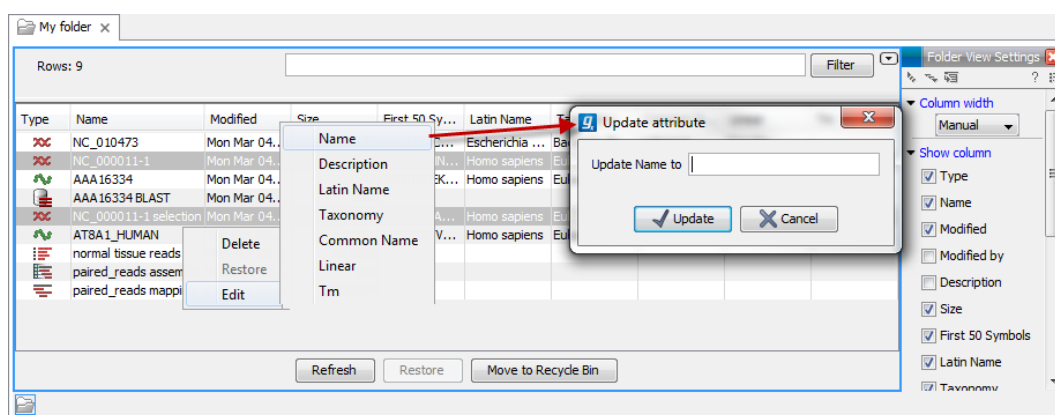 My folder
Rows: 9
Filter
Folder View Settings
Type Name Modified Size First 50 Sy... Latin Name
NC_010473 Mon Mar 04.. Escherichia ...
NC_000011-1 Mon Mar 04.. Homo sapiens
AAA16334 Mon Mar 04.. Homo sapiens
AAA16334 BLAST Mon Mar 04..
NC_000011-1 selection Mon Mar 04.. Homo sapiens
AT8A1_HUMAN Mon Mar 04.. Homo sapiens
normal tissue reads
paired_reads assem
paired_reads mappi
Delete
Restore
Edit
Name
Description
Latin Name
Taxonomy
Common Name
Linear
Tm
Update attribute
Update Name to
Update
Cancel
Column width
Manual
Show column
Type
Name
Modified
Modified by
Description
Size
First 50 Symbols
Latin Name
Taxonomy
Refresh
Restore
Move to Recycle Bin